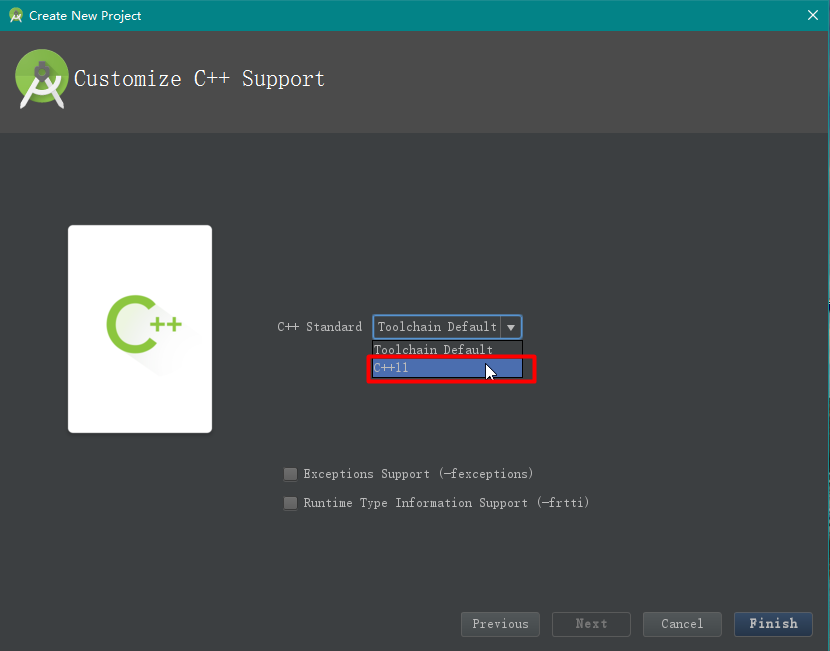 Create New Project
Customize C++ Support
C++
C++ Standard Toolchain Default
Toolchain Default
C++11
Exceptions Support (-fexceptions)
Runtime Type Information Support (-frtti)
Previous Next Cancel Finish